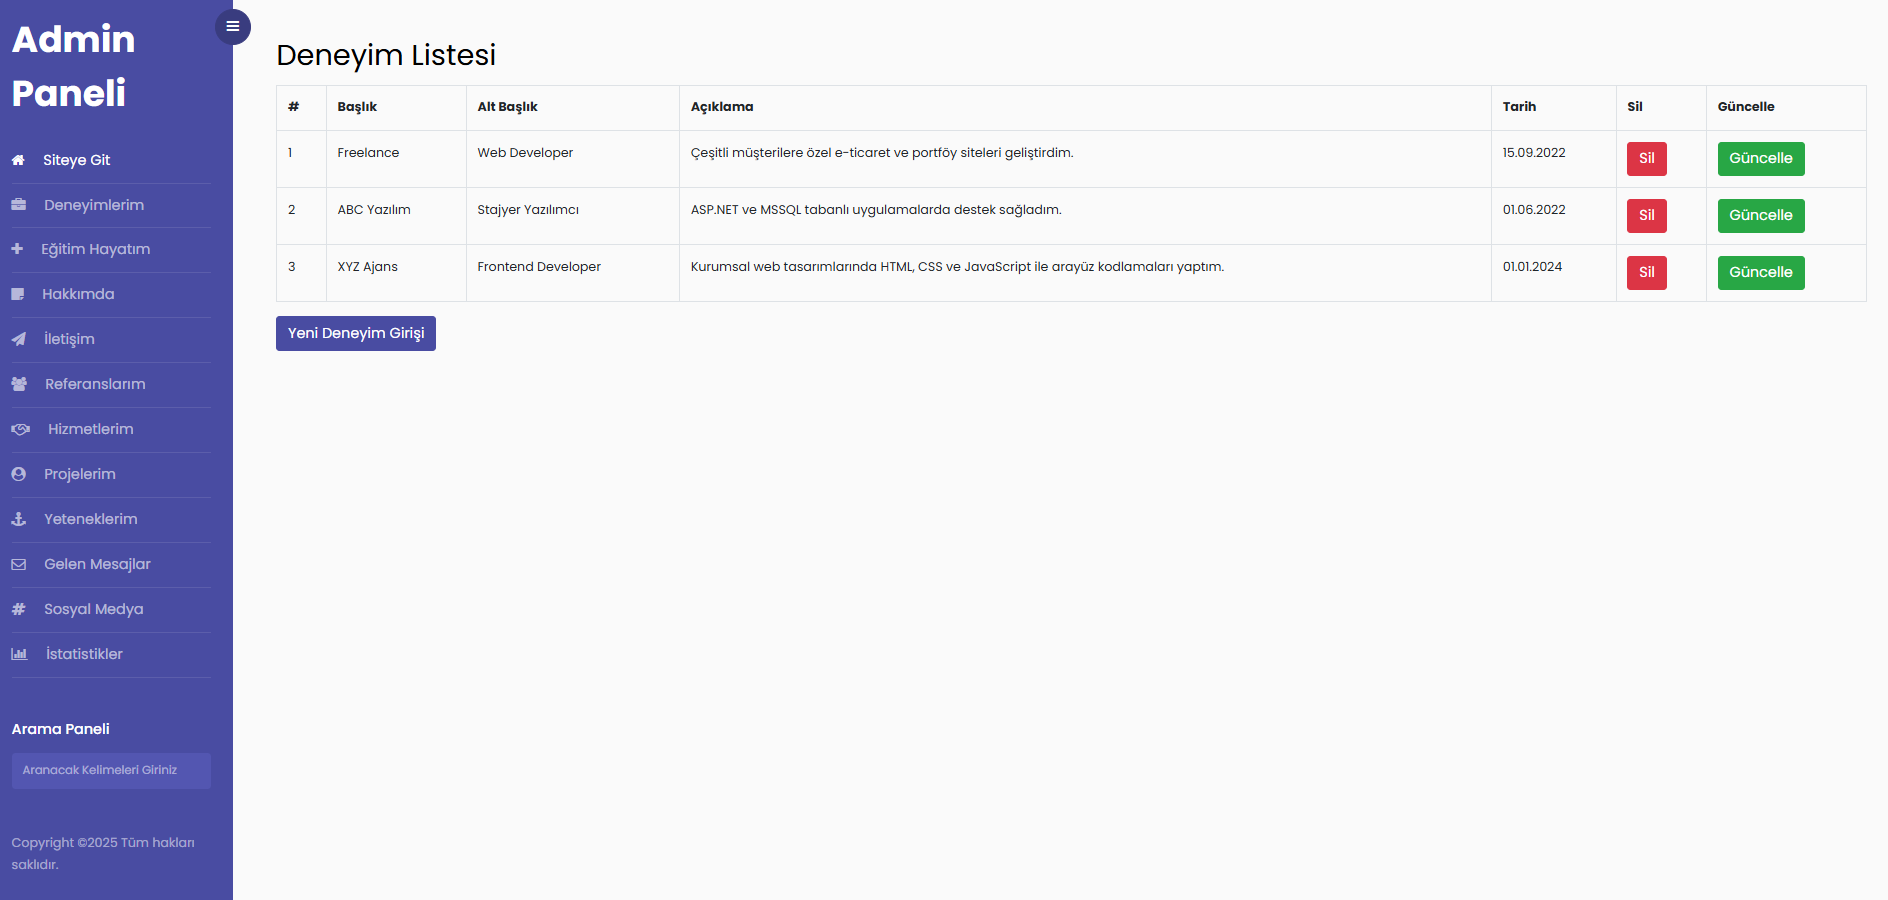 Admin
Paneli
Siteye Git
Deneyimlerim
Eğitim Hayatım
Hakkımda
İletişim
Referanslarım
Hizmetlerim
Projelerim
Yeteneklerim
Gelen Mesajlar
Sosyal Medya
İstatistikler
Arama Paneli
Aranacak Kelimeleri Giriniz
Copyright ©2025 Tüm hakları
saklıdır.
Deneyim Listesi
# Başlık Alt Başlık Açıklama Tarih Sil Güncelle
1 Freelance Web Developer Çeşitli müşterilere özel e-ticaret ve portföy siteleri geliştirdim. 15.09.2022 Sil Güncelle
2 ABC Yazılım Stajyer Yazılımcı ASP.NET ve MSSQL tabanlı uygulamalarda destek sağladım. 01.06.2022 Sil Güncelle
3 XYZ Ajans Frontend Developer Kurumsal web tasarımlarında HTML, CSS ve JavaScript ile arayüz kodlamaları yaptım. 01.01.2024 Sil Güncelle
Yeni Deneyim Girişi